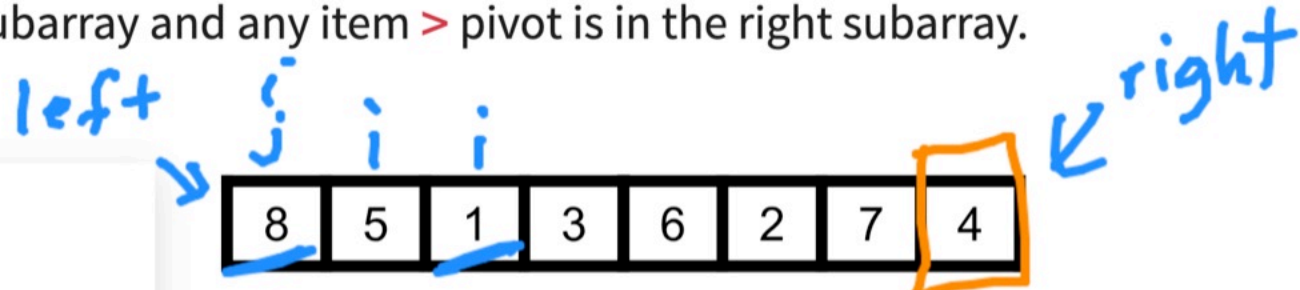 ubarray and any item > pivot is in the right subarray.
left i right
j i i
8 5 1 3 6 2 7 4